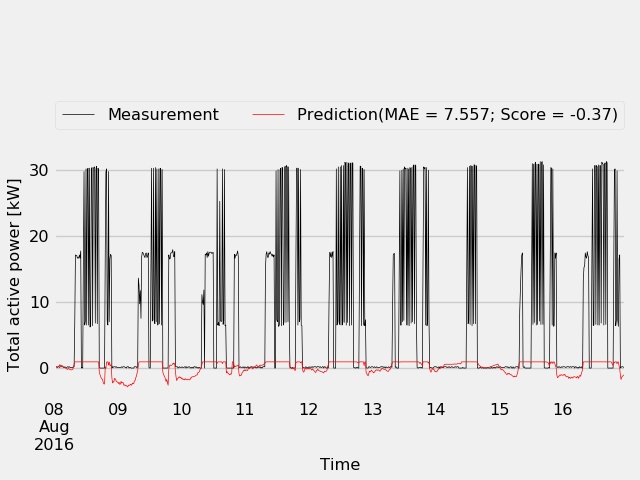 Measurement
Prediction(MAE = 7.557; Score = -0.37)
Total active power [kW]
30
20
10
0
08 09 10 11 12 13 14 15 16
Aug
2016
Time